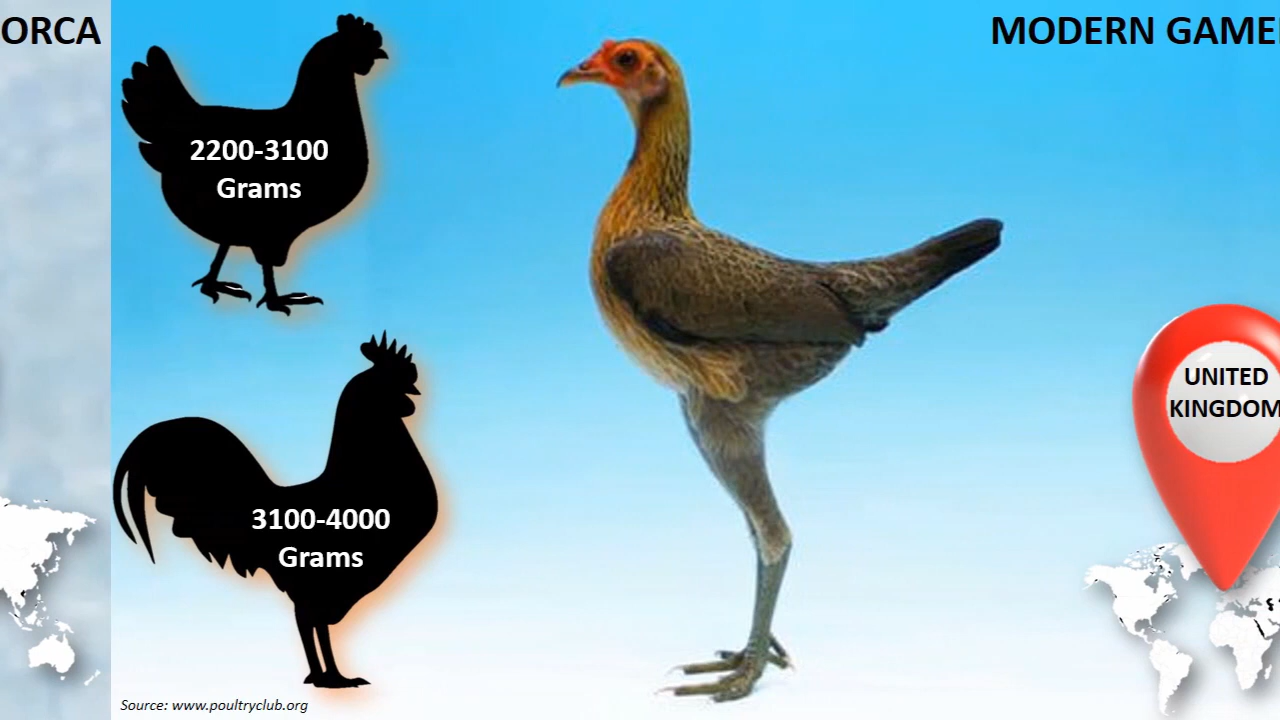 ORCA
MODERN GAME
2200-3100
Grams
UNITED
KINGDOM
3100-4000
Grams
Source: www.poultryclub.org